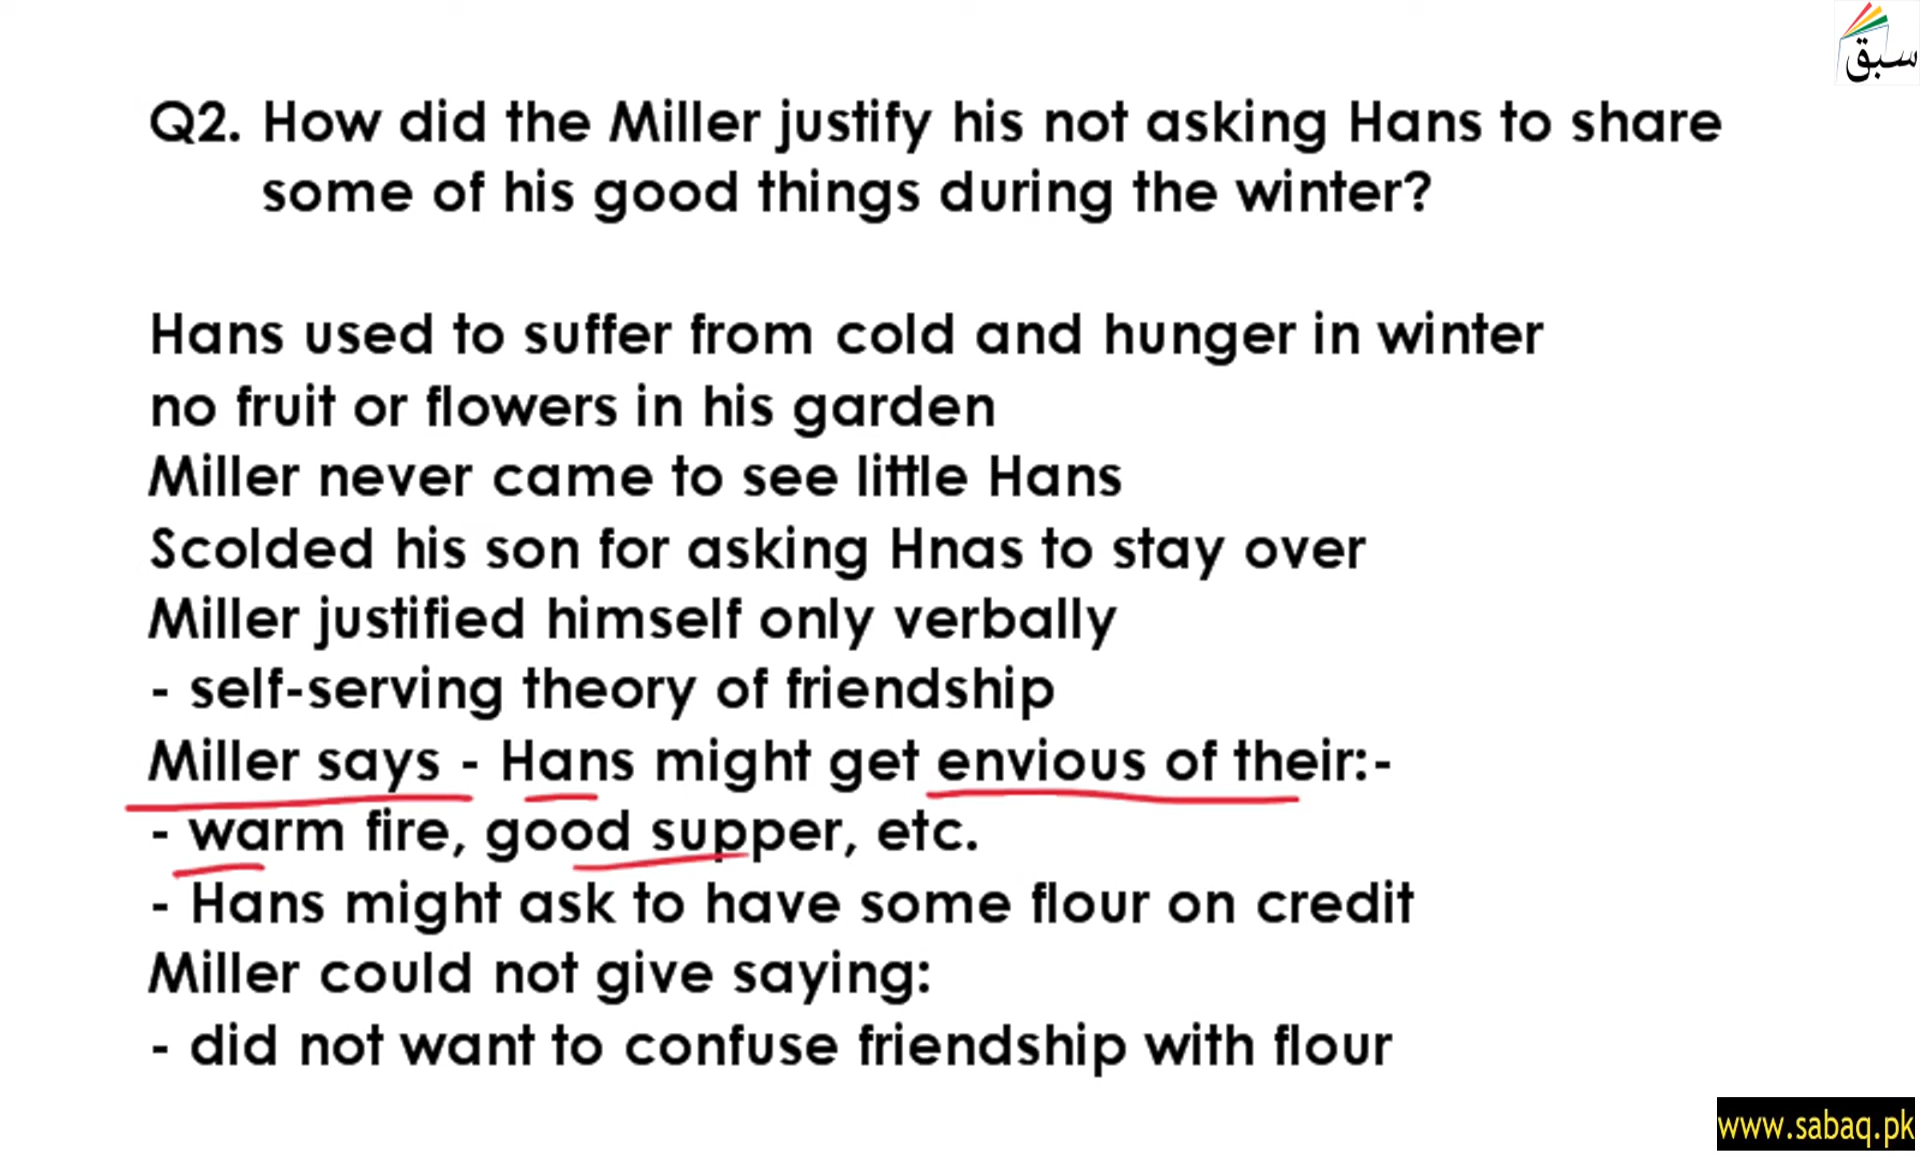 سبق
Q2. How did the Miller justify his not asking Hans to share
some of his good things during the winter?
Hans used to suffer from cold and hunger in winter
no fruit or flowers in his garden
Miller never came to see little Hans
Scolded his son for asking Hnas to stay over
Miller justified himself only verbally
- self-serving theory of friendship
Miller says - Hans might get envious of their:-
- warm fire, good supper, etc.
- Hans might ask to have some flour on credit
Miller could not give saying:
- did not want to confuse friendship with flour
www.sabaq.pk